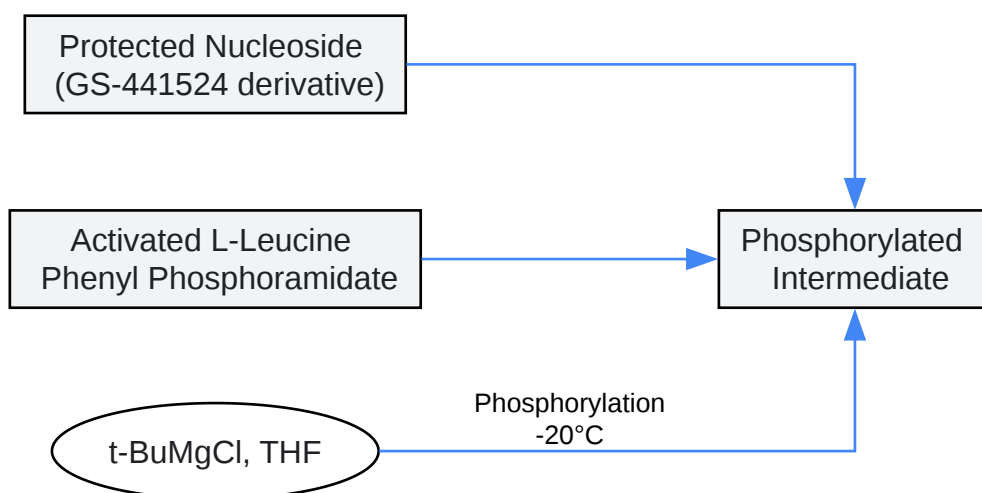 Protected Nucleoside
(GS-441524 derivative)
Activated L-Leucine
Phenyl Phosphoramidate
Phosphorylated
Intermediate
Phosphorylation
-20°C
t-BuMgCl, THF